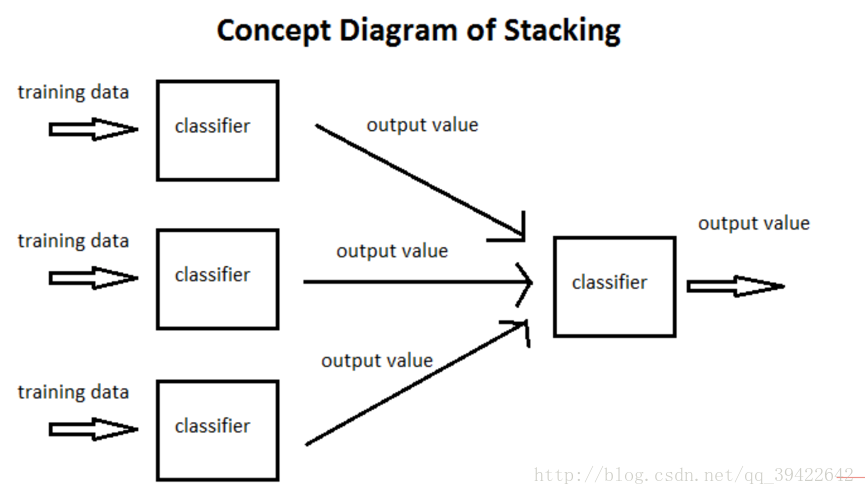 Concept Diagram of Stacking
training data
classifier
output value
training data
classifier
output value
classifier
output value
training data
classifier
output value
http://blog.csdn.net/qq_39422642